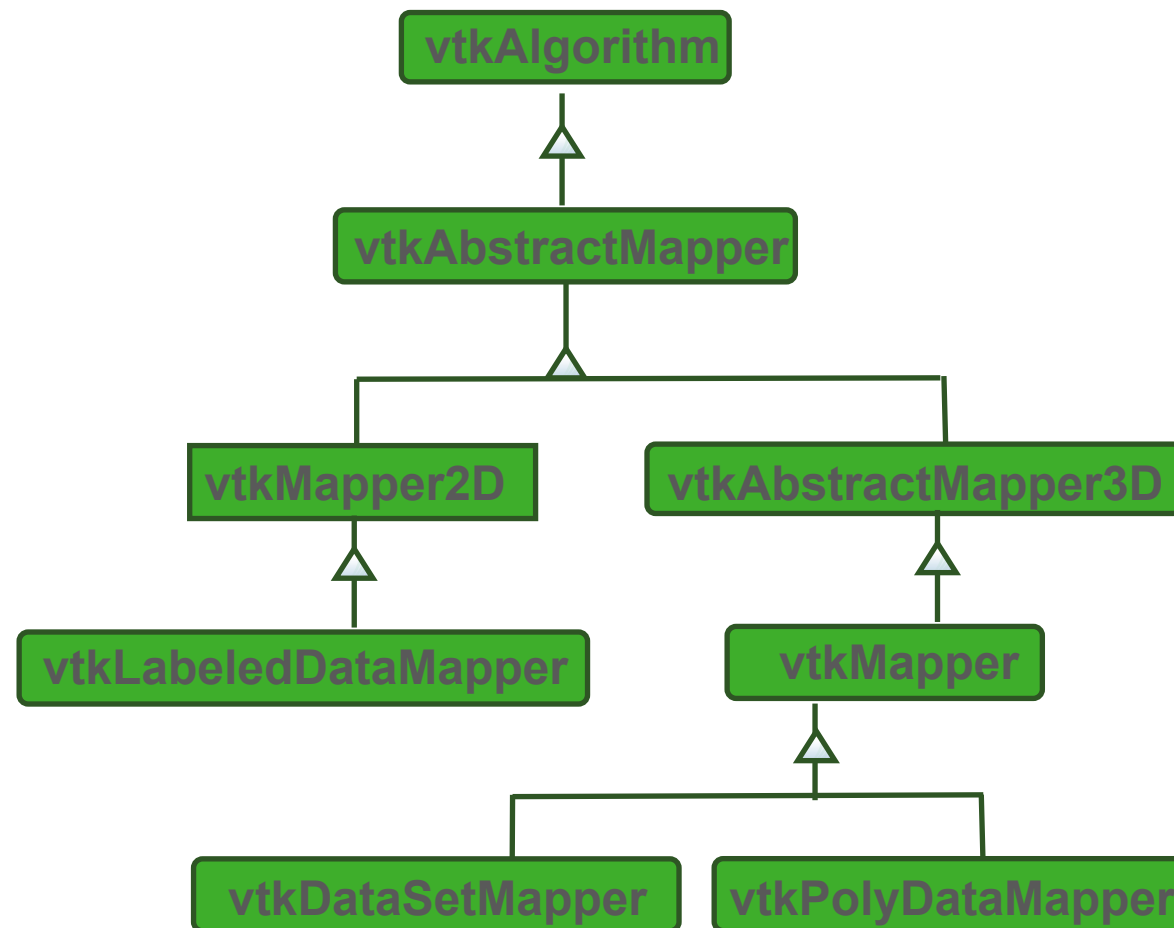 vtkAlgorithm
vtkAbstractMapper
vtkMapper2D
vtkAbstractMapper3D
vtkLabeledDataMapper
vtkMapper
vtkDataSetMapper
vtkPolyDataMapper